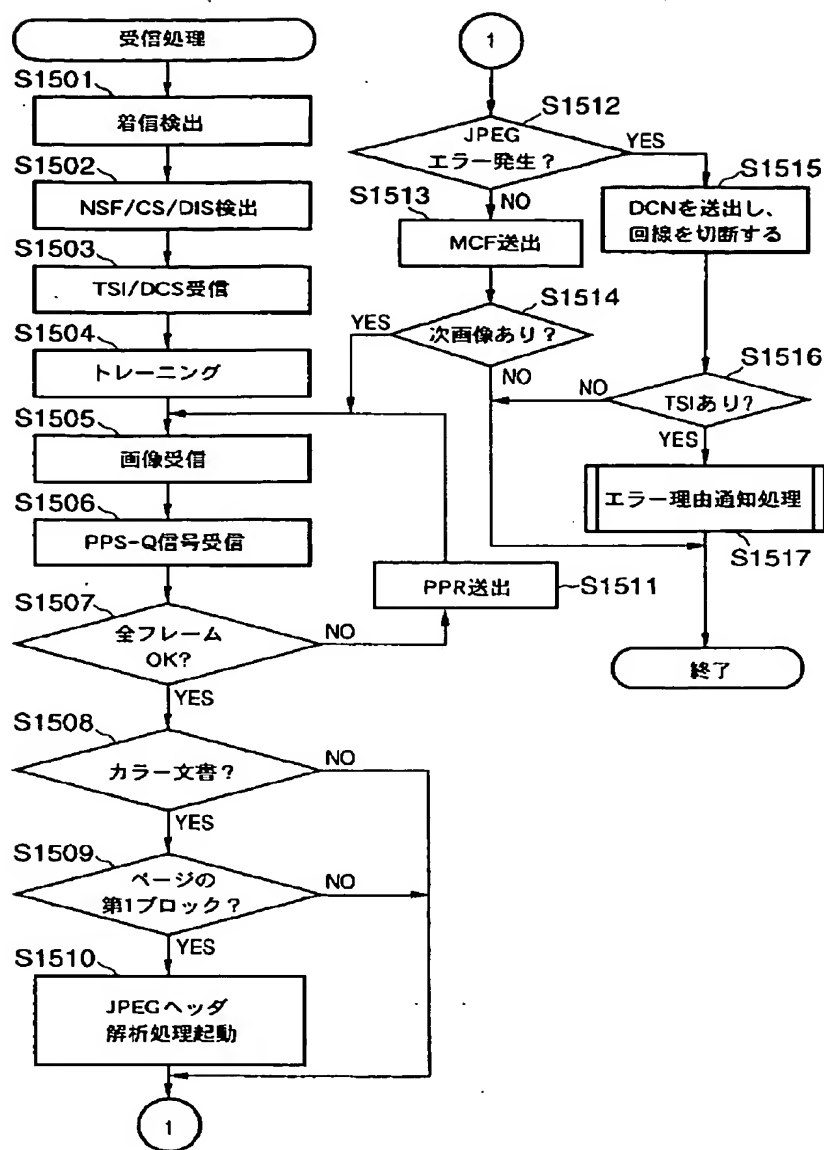 受信処理
S1501
着信検出
S1502
NSF/CS/DIS検出
S1503
TSI/DCS受信
S1504
トレーニング
S1505
画像受信
S1506
PPS-Q信号受信
S1507
全フレーム
OK?
NO
YES
S1508
カラー文書?
NO
YES
S1509
ページの
第1ブロック?
NO
YES
S1510
JPEGヘッダ
解析処理起動
1
1
S1512
JPEG
エラー発生?
YES
NO
S1513
MCF送出
S1514
次画像あり?
YES
NO
PPR送出
S1511
S1515
DCNを送出し、
回線を切断する
S1516
TSIあり?
NO
YES
エラー理由通知処理
S1517
終了